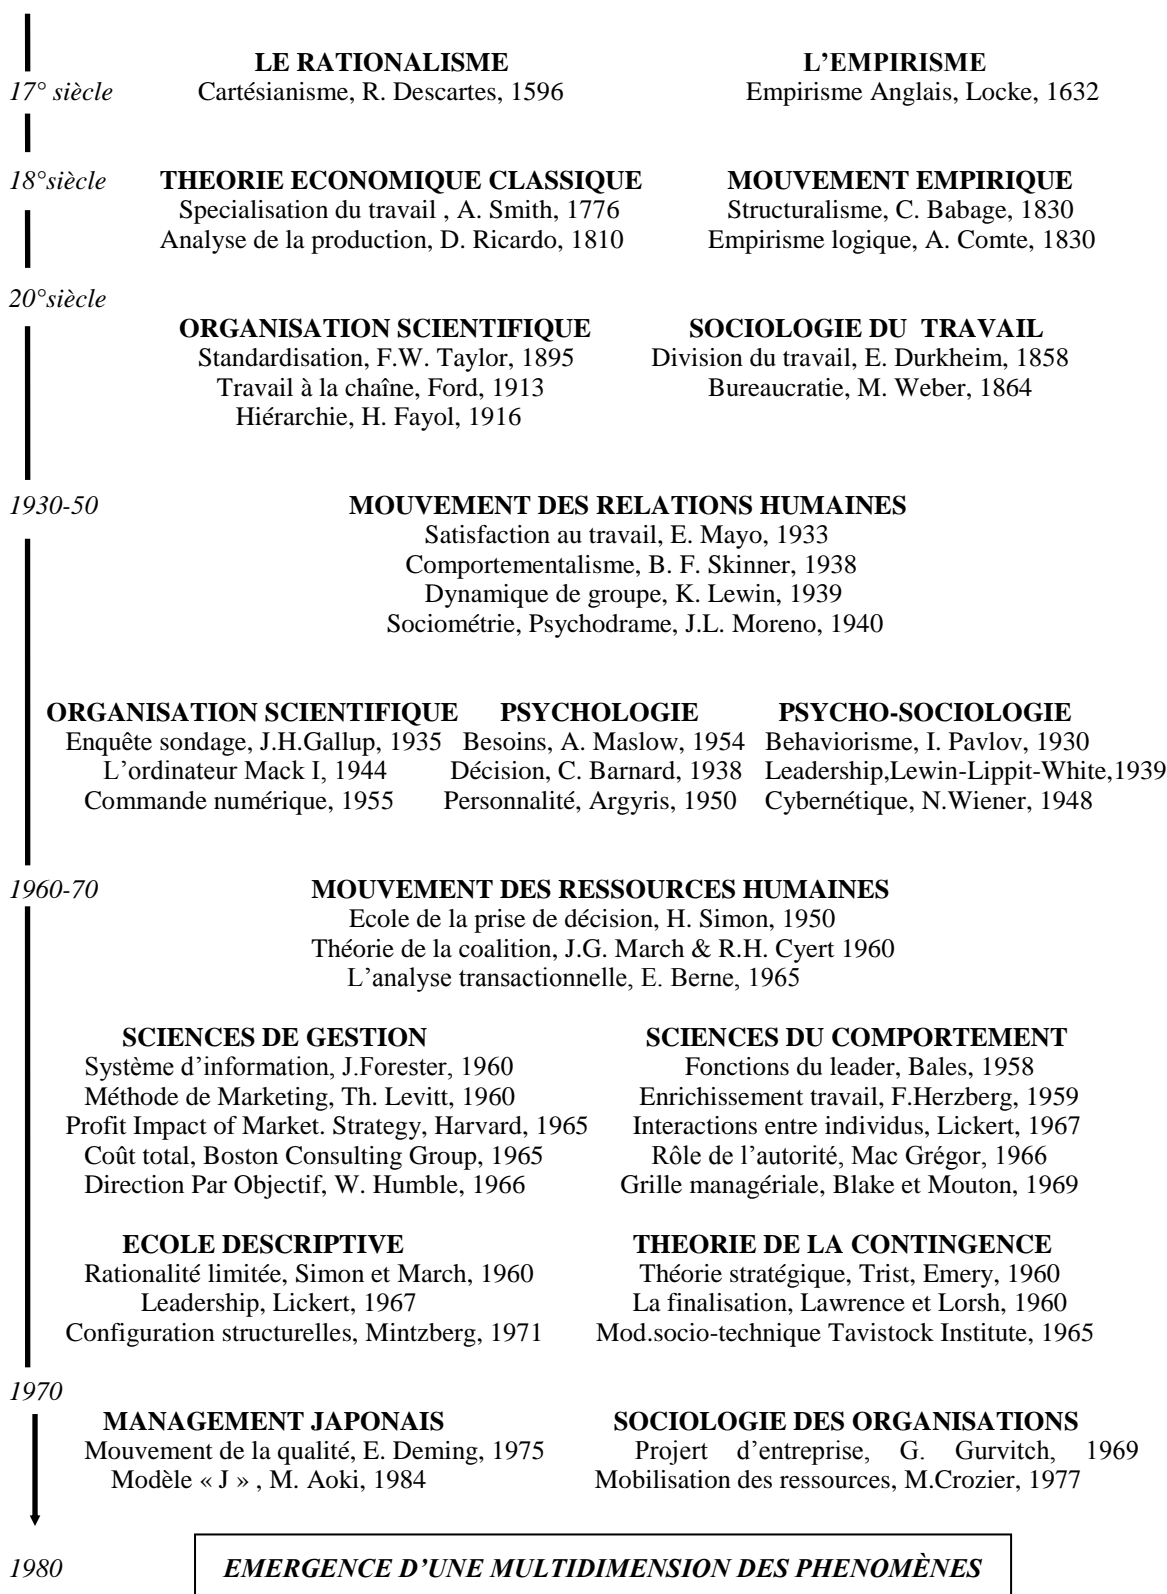 LE RATIONALISME L'EMPIRISME
17° siècle Cartésianisme, R. Descartes, 1596 Empirisme Anglais, Locke, 1632
18°siècle THEORIE ECONOMIQUE CLASSIQUE MOUVEMENT EMPIRIQUE
Specialisation du travail , A. Smith, 1776 Structuralisme, C. Babage, 1830
Analyse de la production, D. Ricardo, 1810 Empirisme logique, A. Comte, 1830
20°siècle
ORGANISATION SCIENTIFIQUE SOCIOLOGIE DU TRAVAIL
Standardisation, F.W. Taylor, 1895 Division du travail, E. Durkheim, 1858
Travail à la chaîne, Ford, 1913 Bureaucratie, M. Weber, 1864
Hiérarchie, H. Fayol, 1916
1930-50 MOUVEMENT DES RELATIONS HUMAINES
Satisfaction au travail, E. Mayo, 1933
Comportementalisme, B. F. Skinner, 1938
Dynamique de groupe, K. Lewin, 1939
Sociométrie, Psychodrame, J.L. Moreno, 1940
ORGANISATION SCIENTIFIQUE PSYCHOLOGIE PSYCHO-SOCIOLOGIE
Enquête sondage, J.H.Gallup, 1935 Besoins, A. Maslow, 1954 Behaviorisme, I. Pavlov, 1930
L'ordinateur Mack I, 1944 Décision, C. Barnard, 1938 Leadership,Lewin-Lippit-White,1939
Commande numérique, 1955 Personnalité, Argyris, 1950 Cybernétique, N.Wiener, 1948
1960-70 MOUVEMENT DES RESSOURCES HUMAINES
Ecole de la prise de décision, H. Simon, 1950
Théorie de la coalition, J.G. March & R.H. Cyert 1960
L'analyse transactionnelle, E. Berne, 1965
SCIENCES DE GESTION SCIENCES DU COMPORTEMENT
Système d'information, J.Forester, 1960 Fonctions du leader, Bales, 1958
Méthode de Marketing, Th. Levitt, 1960 Enrichissement travail, F.Herzberg, 1959
Profit Impact of Market. Strategy, Harvard, 1965 Interactions entre individus, Lickert, 1967
Coût total, Boston Consulting Group, 1965 Rôle de l'autorité, Mac Grégor, 1966
Direction Par Objectif, W. Humble, 1966 Grille managériale, Blake et Mouton, 1969
ECOLE DESCRIPTIVE THEORIE DE LA CONTINGENCE
Rationalité limitée, Simon et March, 1960 Théorie stratégique, Trist, Emery, 1960
Leadership, Lickert, 1967 La finalisation, Lawrence et Lorsh, 1960
Configuration structurelles, Mintzberg, 1971 Mod.socio-technique Tavistock Institute, 1965
1970
MANAGEMENT JAPONAIS SOCIOLOGIE DES ORGANISATIONS
Mouvement de la qualité, E. Deming, 1975 Projert d'entreprise, G. Gurvitch, 1969
Modèle « J » , M. Aoki, 1984 Mobilisation des ressources, M.Crozier, 1977
1980 EMERGENCE D'UNE MULTIDIMENSION DES PHENOMÈNES